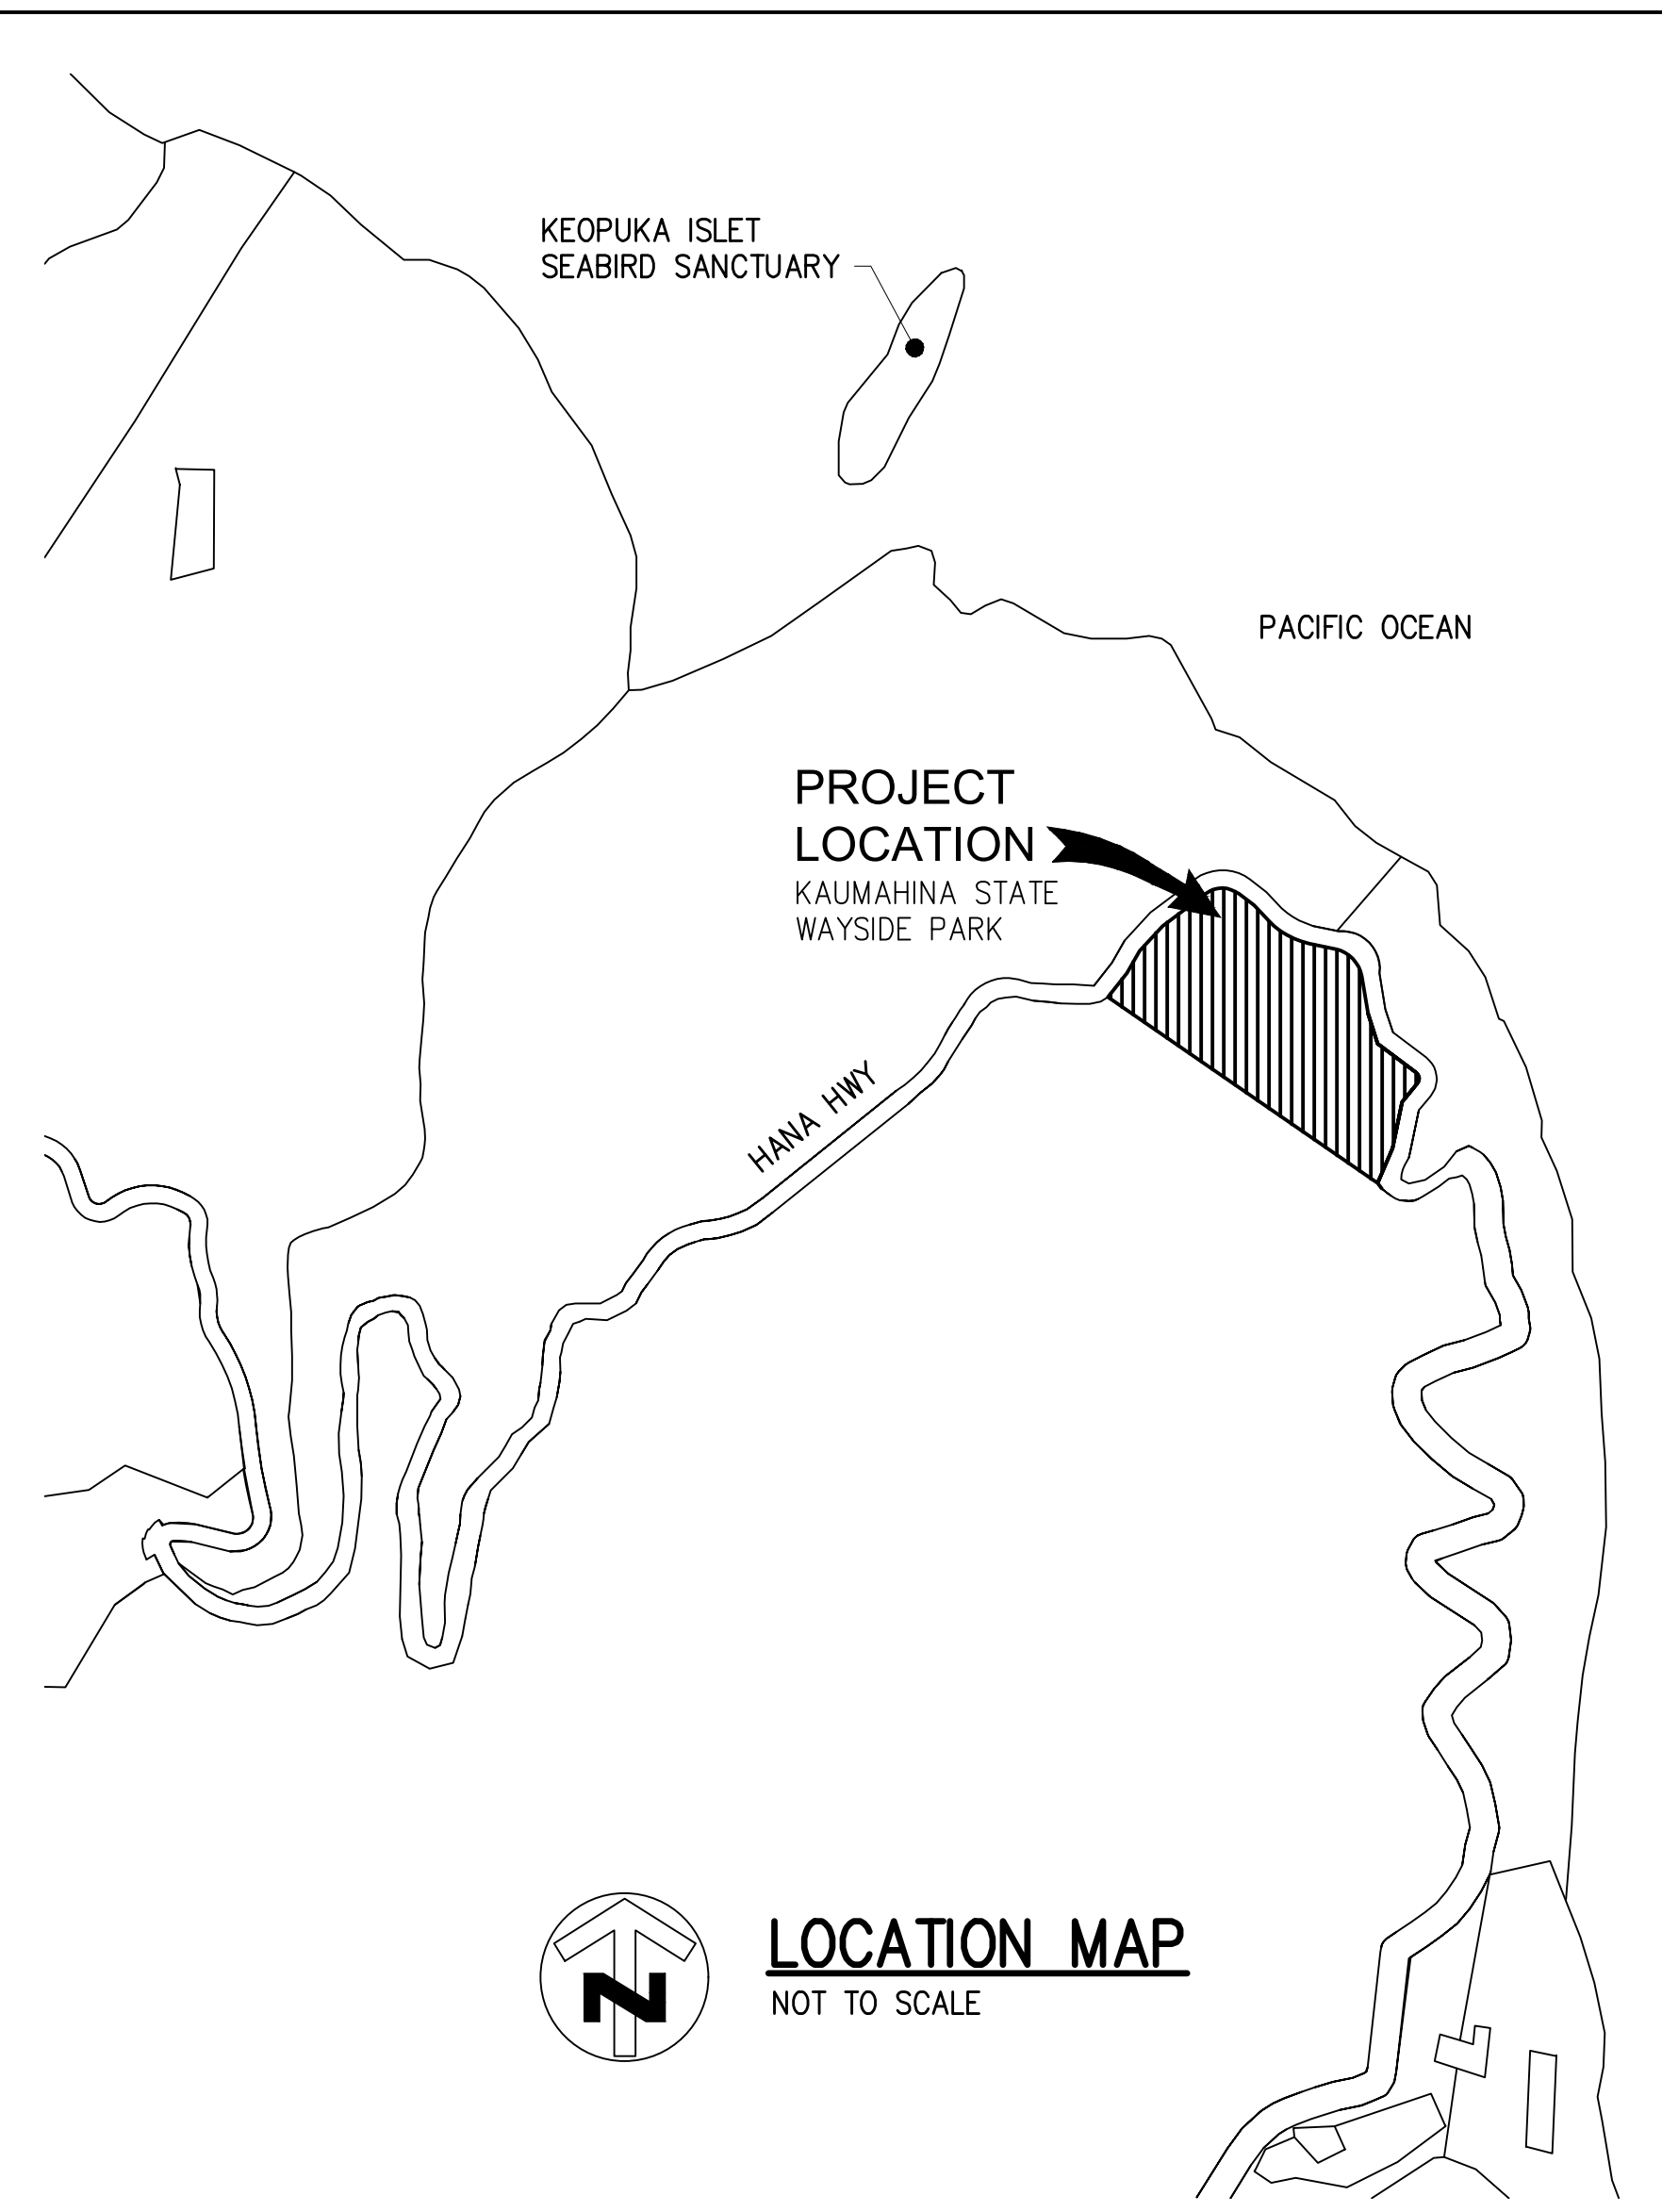 KEOPUKA ISLET
SEABIRD SANCTUARY
PACIFIC OCEAN
PROJECT
LOCATION
KAUMAHINA STATE
WAYSIDE PARK
HANA HWY
N
LOCATION MAP
NOT TO SCALE